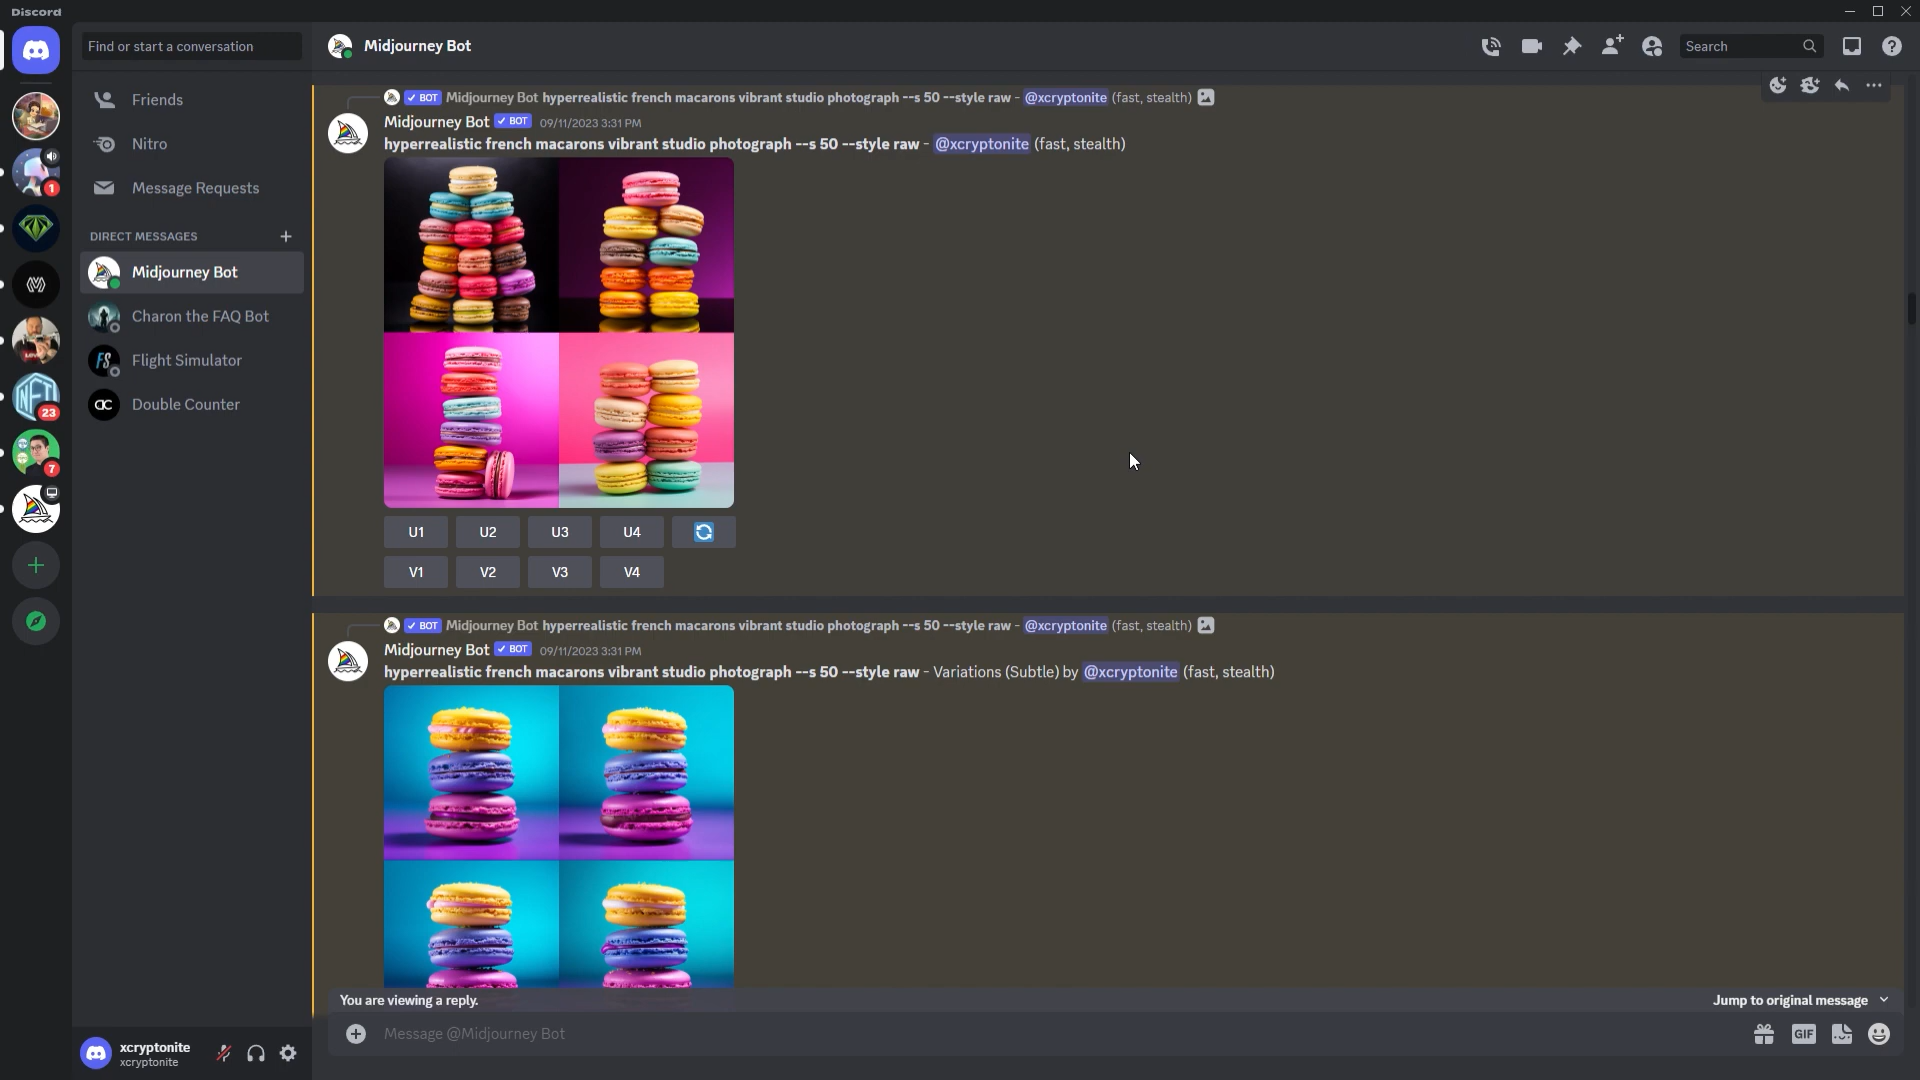 Discord
Find or start a conversation
Midjourney Bot
Search
Friends
Nitro
Message Requests
DIRECT MESSAGES
Midjourney Bot
Charon the FAQ Bot
Flight Simulator
Double Counter
1
NFT
23
7
FS
BOT Midjourney Bot hyperrealistic french macarons vibrant studio photograph --s 50 --style raw - @xcryptonite (fast, stealth)
Midjourney Bot BOT 09/11/2023 3:31 PM
hyperrealistic french macarons vibrant studio photograph --s 50 --style raw - @xcryptonite (fast, stealth)
U1 U2 U3 U4
V1 V2 V3 V4
BOT Midjourney Bot hyperrealistic french macarons vibrant studio photograph --s 50 --style raw - @xcryptonite (fast, stealth)
Midjourney Bot BOT 09/11/2023 3:31 PM
hyperrealistic french macarons vibrant studio photograph --s 50 --style raw - Variations (Subtle) by @xcryptonite (fast, stealth)
You are viewing a reply.
Jump to original message
Message @Midjourney Bot
GIF
xcryptonite
xcryptonite